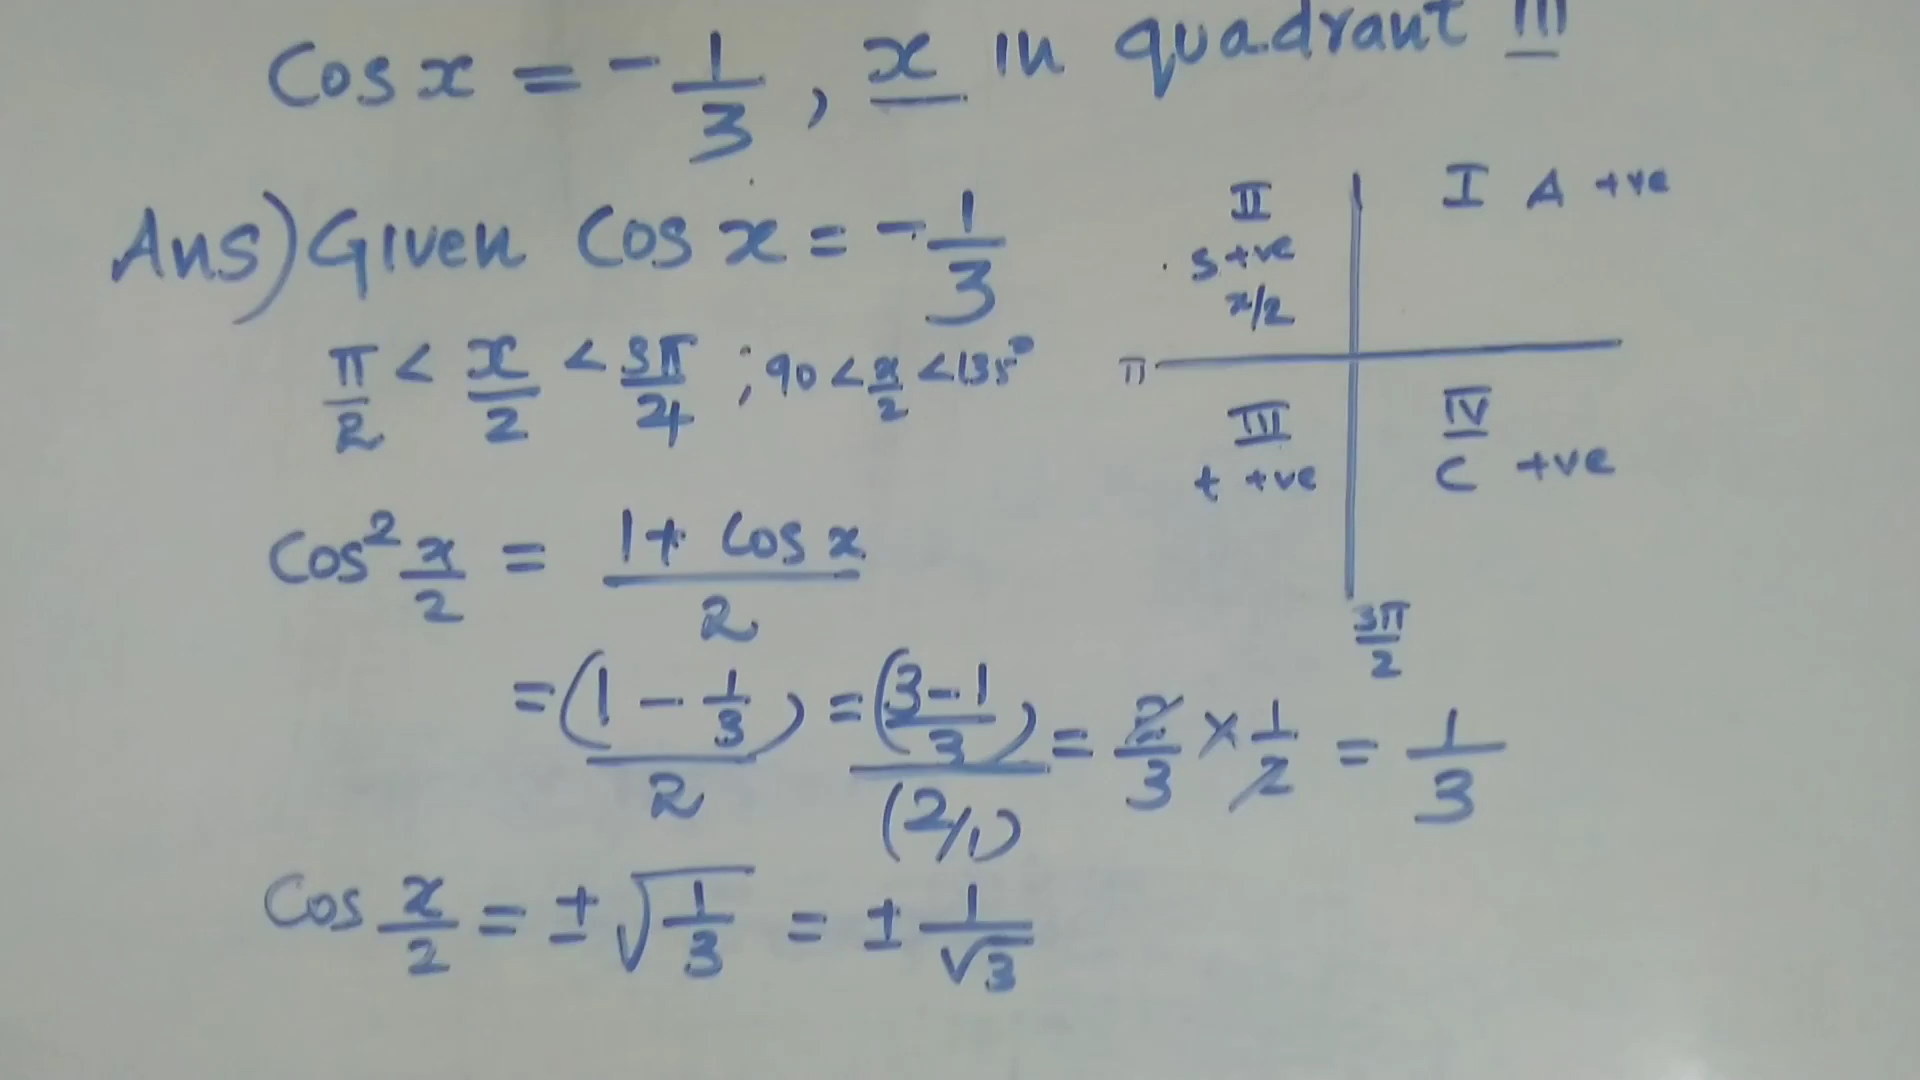 Cos x = - 1/3 , x in quadrant III
Ans) Given Cos x = - 1/3
π/2 < x/2 < 3π/4 ; 90 < x/2 < 135°
II
S +ve
x/2
I A +ve
π
III
t +ve
IV
C +ve
3π/2
Cos² x/2 = 1 + Cos x / 2
= (1 - 1/3) / 2 = (3-1/3) / (2/1) = 2/3 × 1/2 = 1/3
Cos x/2 = ± √1/3 = ± 1/√3